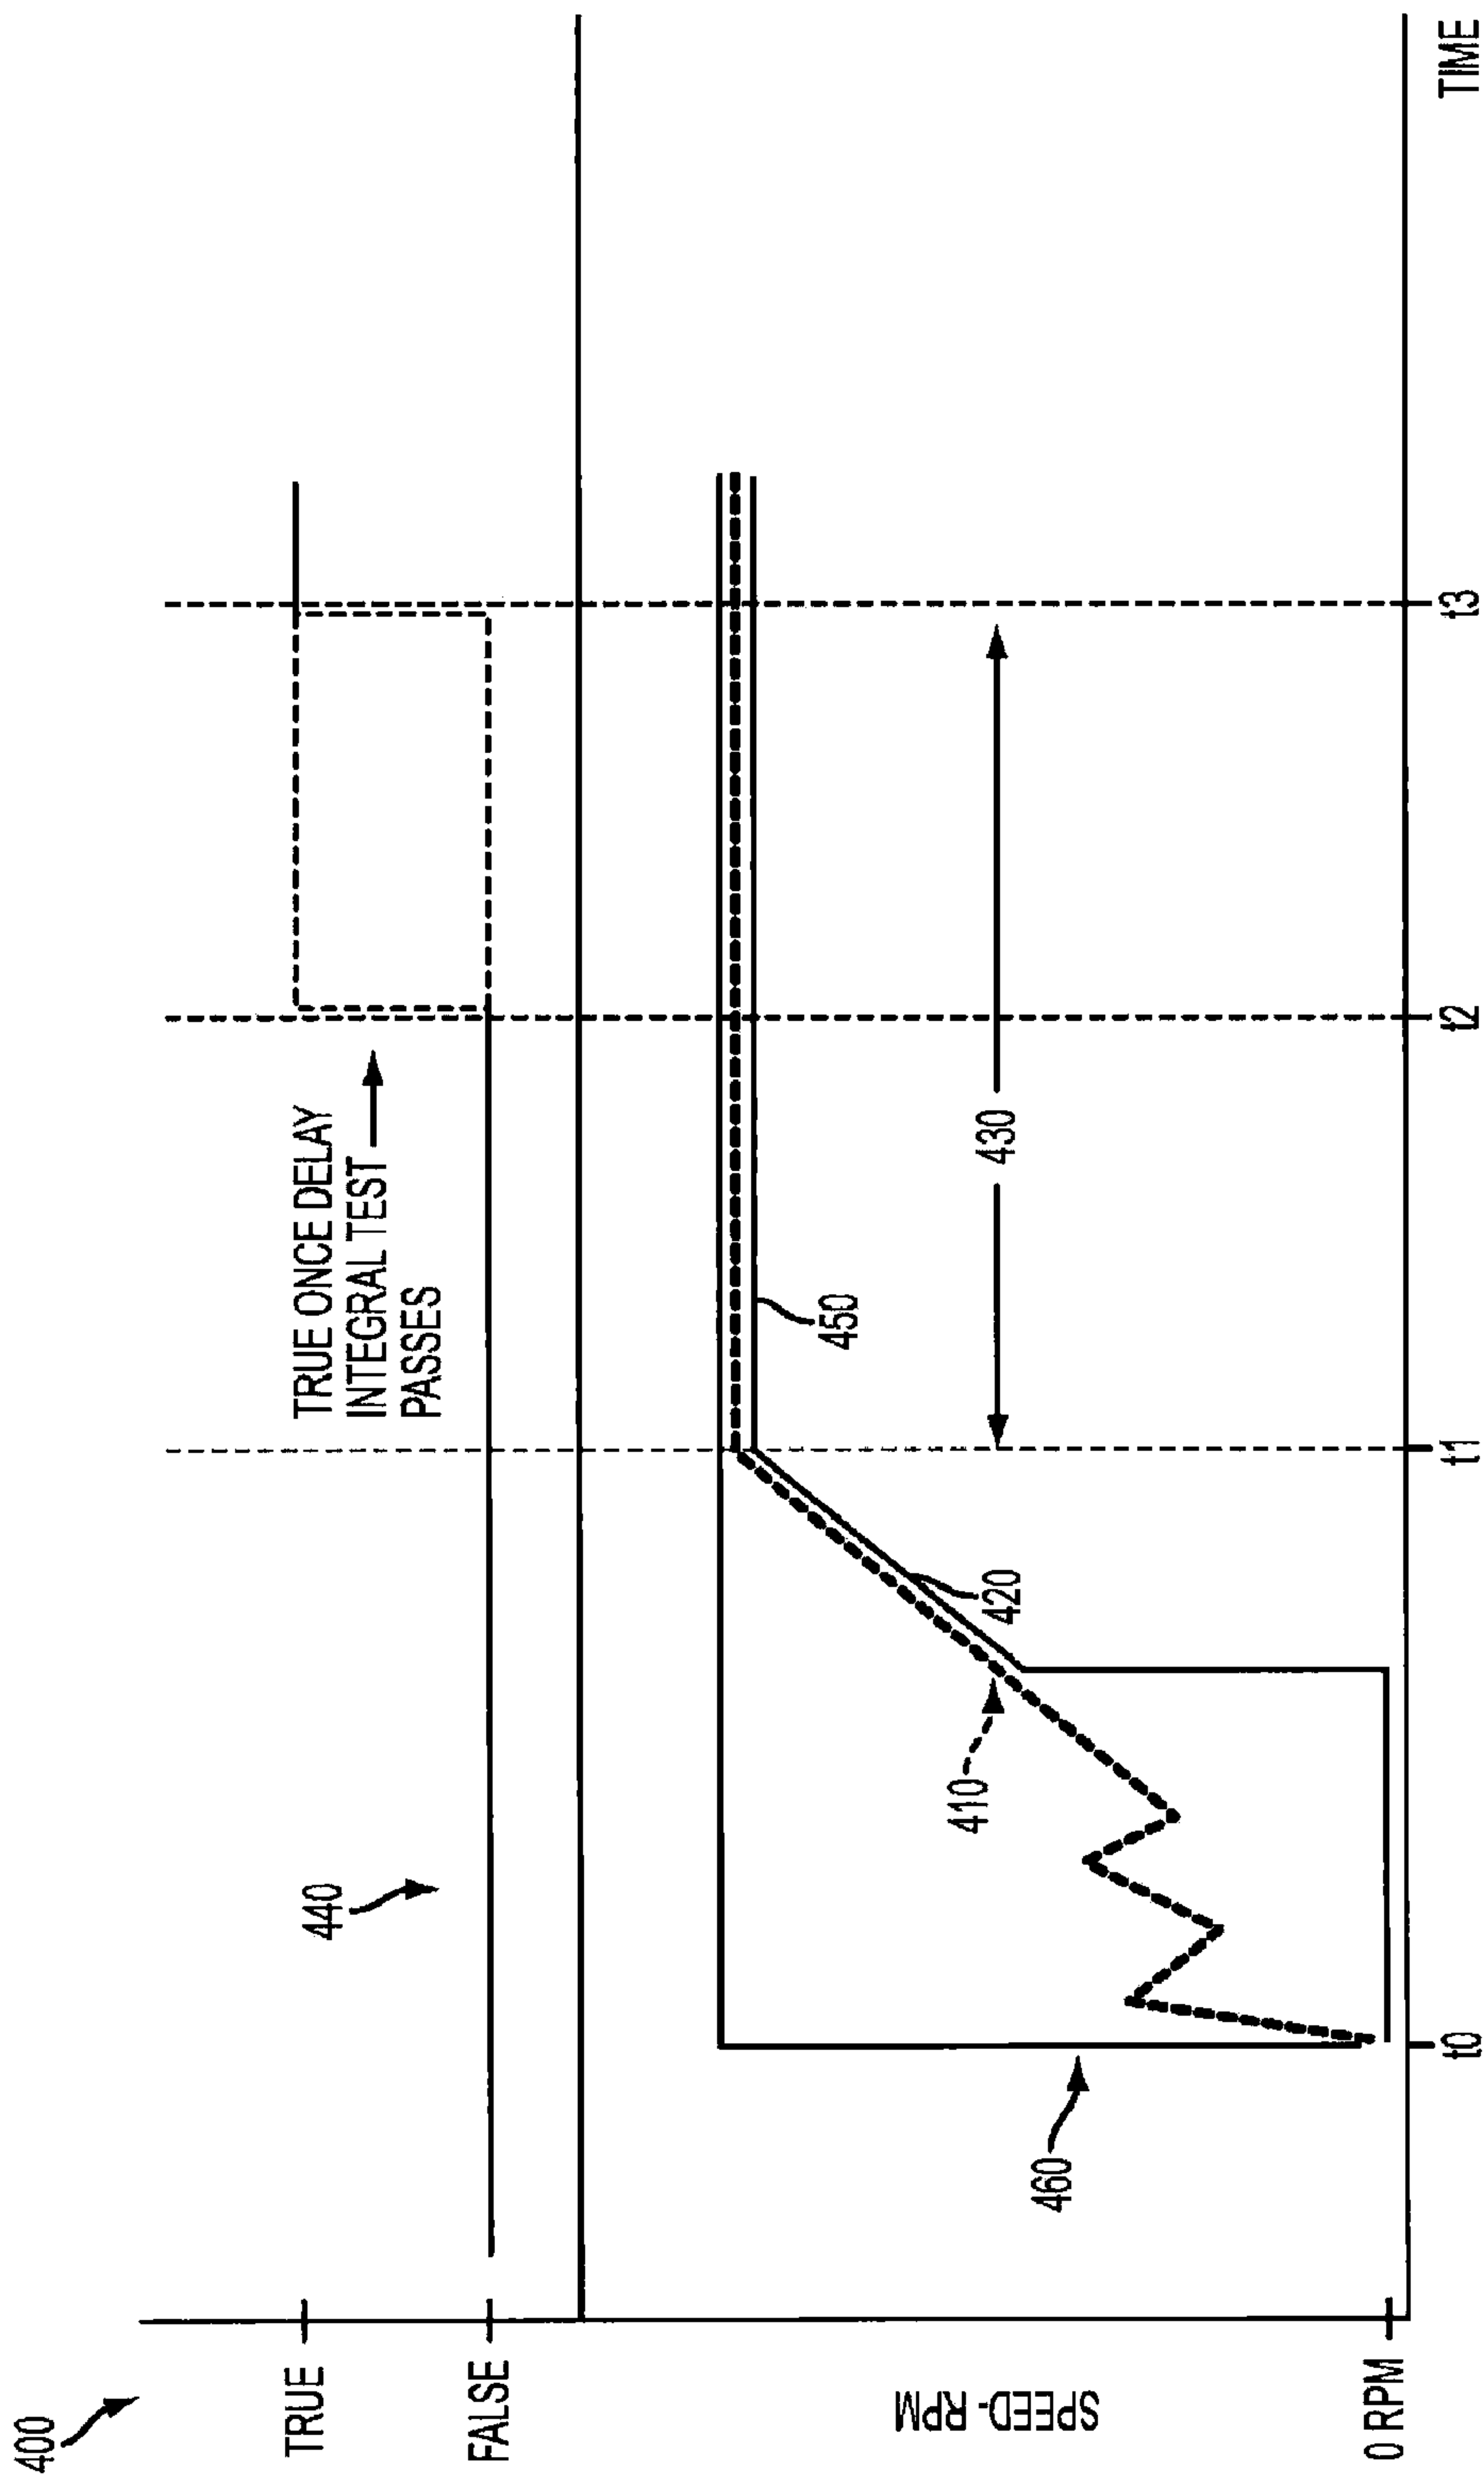 400
TRUE
FALSE
440
TRUE ONCE DELAY
INTEGRAL TEST
PASSES
SPEED-RPM
0 RPM
460
410
420
450
430
t0
t1
t2
t3
TIME